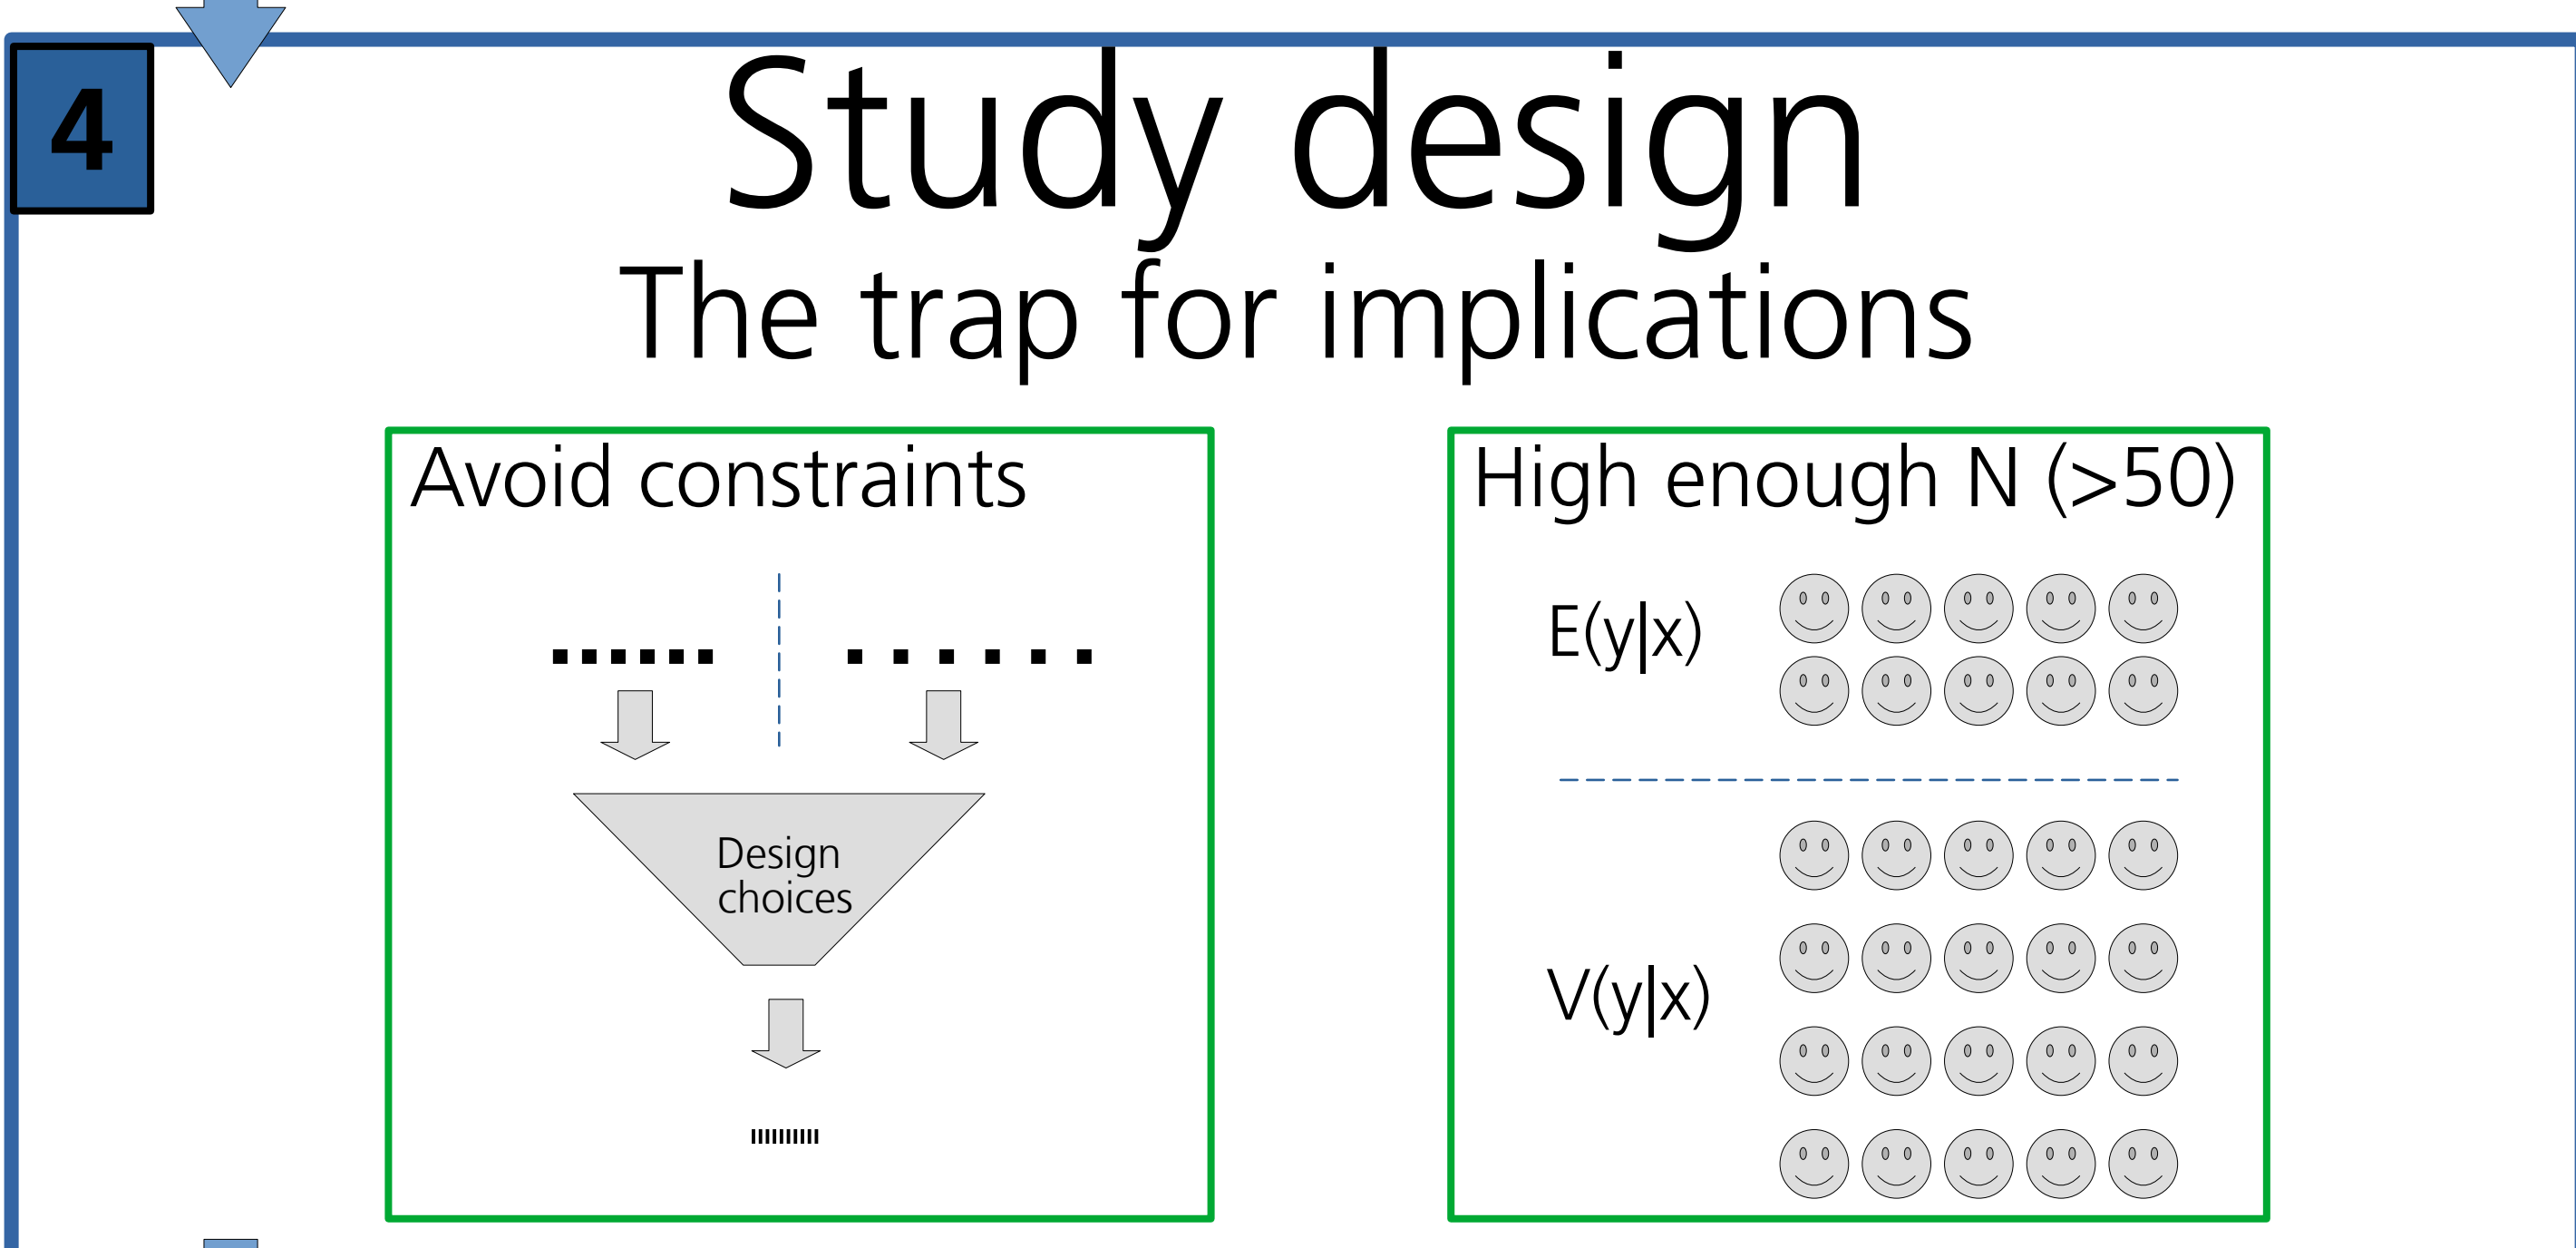 4
Study design
The trap for implications
Avoid constraints
Design
choices
High enough N (>50)
E(y|x)
V(y|x)